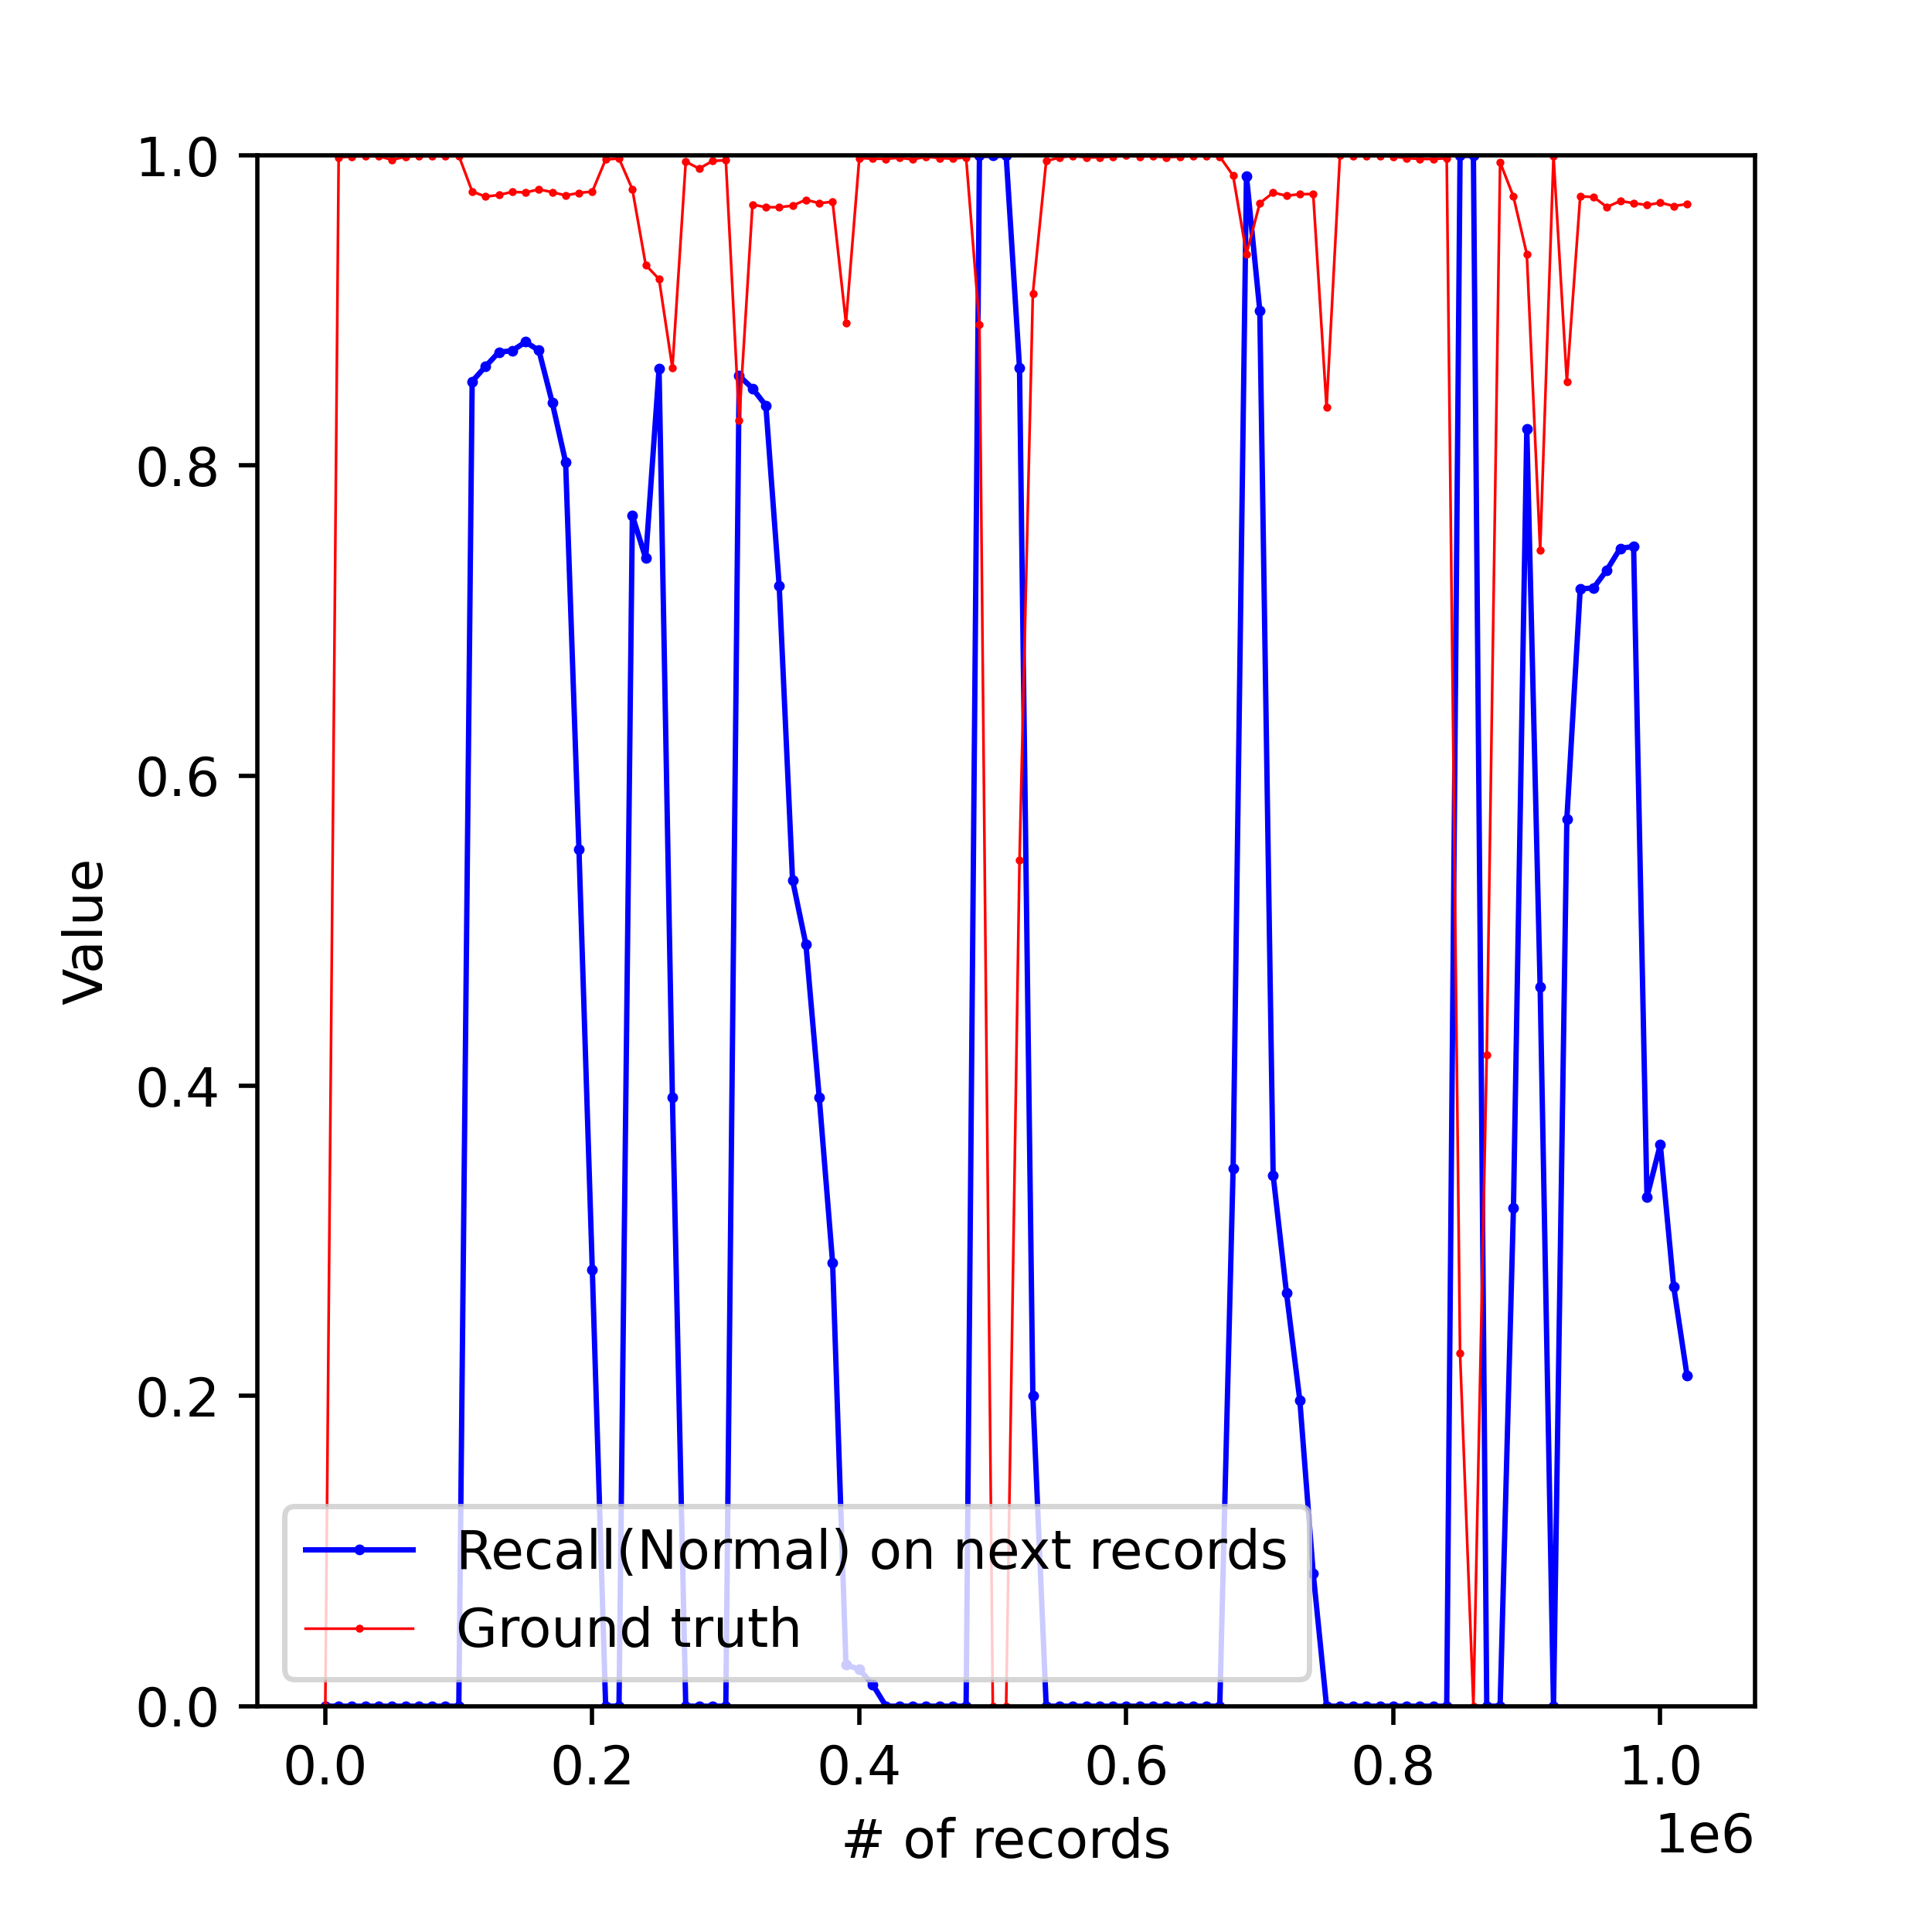 1.0
0.8
0.6
0.4
0.2
0.0
Value
Recall(Normal) on next records
Ground truth
0.0 0.2 0.4 0.6 0.8 1.0
# of records
1e6